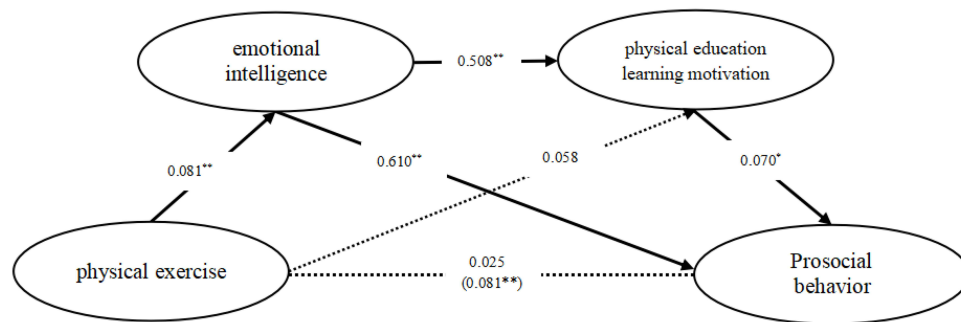 emotional
intelligence
0.508**
physical education
learning motivation
0.081**
0.610**
0.058
0.070*
physical exercise
0.025
(0.081**)
Prosocial
behavior